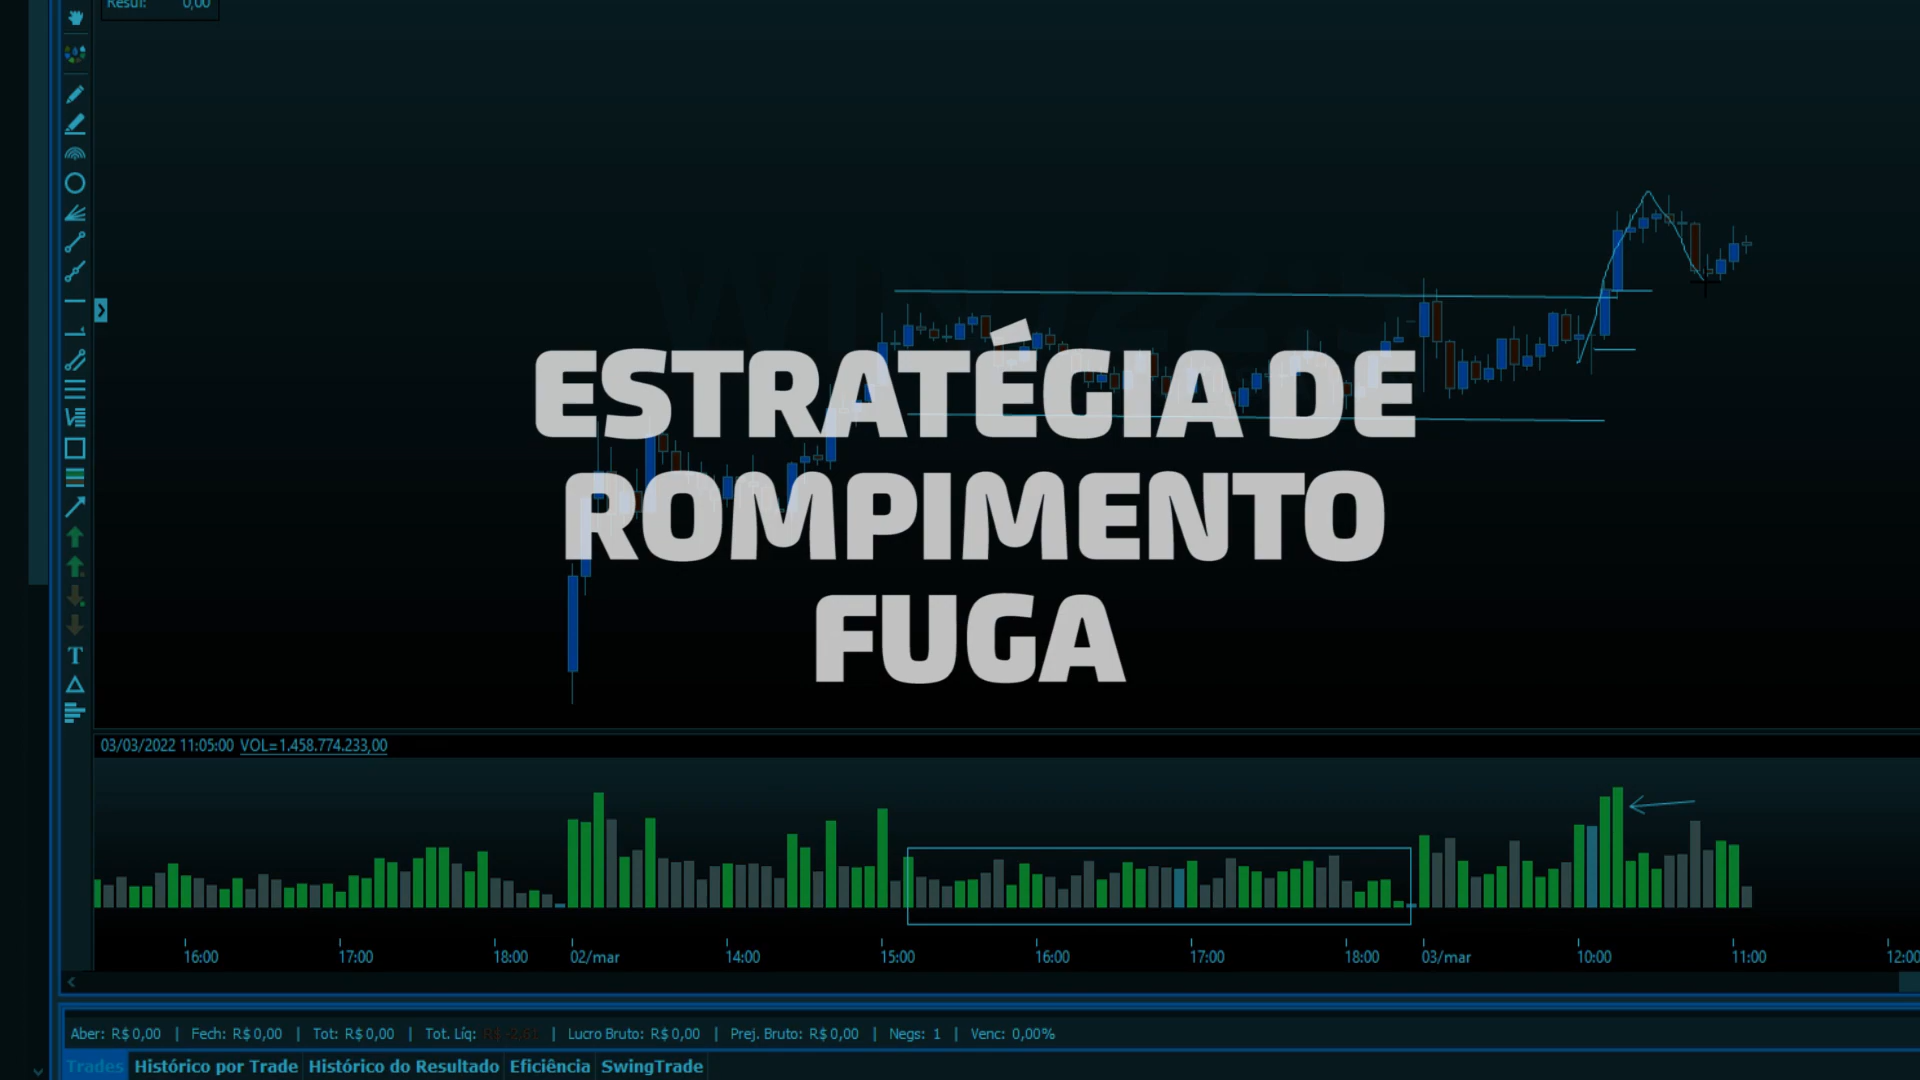 Resul: 0,00
ESTRATÉGIA DE
ROMPIMENTO
FUGA
03/03/2022 11:05:00 VOL=1.458.774.233,00
16:00 17:00 18:00 02/mar 14:00 15:00 16:00 17:00 18:00 03/mar 10:00 11:00 12:00
Aber: R$ 0,00 | Fech: R$ 0,00 | Tot: R$ 0,00 | Tot. Líq: | Lucro Bruto: R$ 0,00 | Prej. Bruto: R$ 0,00 | Negs: 1 | Venc: 0,00%
Trades Histórico por Trade Histórico do Resultado Eficiência SwingTrade